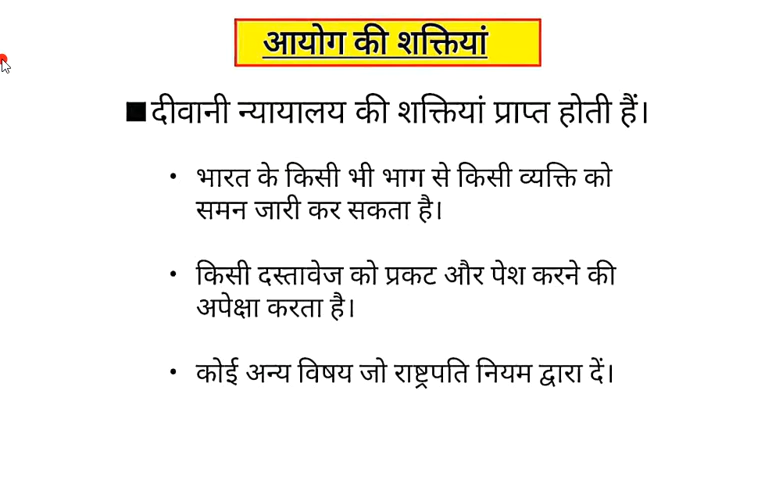 आयोग की शक्तियां
■दीवानी न्यायालय की शक्तियां प्राप्त होती हैं।
• भारत के किसी भी भाग से किसी व्यक्ति को
समन जारी कर सकता है।
• किसी दस्तावेज को प्रकट और पेश करने की
अपेक्षा करता है।
• कोई अन्य विषय जो राष्ट्रपति नियम द्वारा दें।